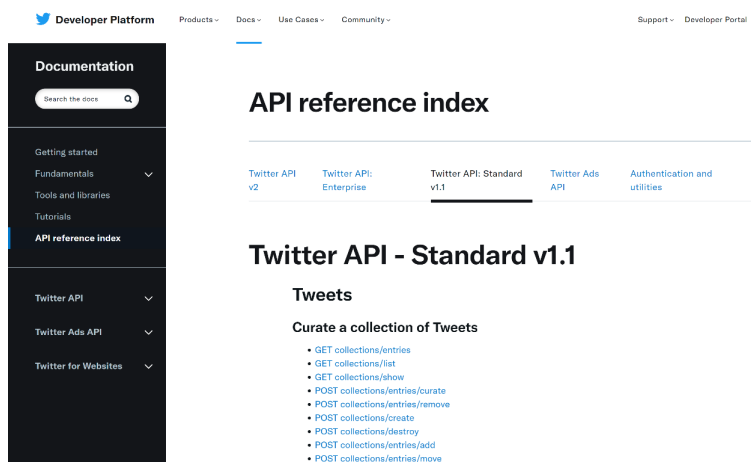 Developer Platform
Products
Docs
Use Cases
Community
Support
Developer Portal
Documentation
Search the docs
Getting started
Fundamentals
Tools and libraries
Tutorials
API reference index
Twitter API
Twitter Ads API
Twitter for Websites
API reference index
Twitter API
v2
Twitter API:
Enterprise
Twitter API: Standard
v1.1
Twitter Ads
API
Authentication and
utilities
Twitter API - Standard v1.1
Tweets
Curate a collection of Tweets
• GET collections/entries
• GET collections/list
• GET collections/show
• POST collections/entries/curate
• POST collections/entries/remove
• POST collections/create
• POST collections/destroy
• POST collections/entries/add
• POST collections/entries/move